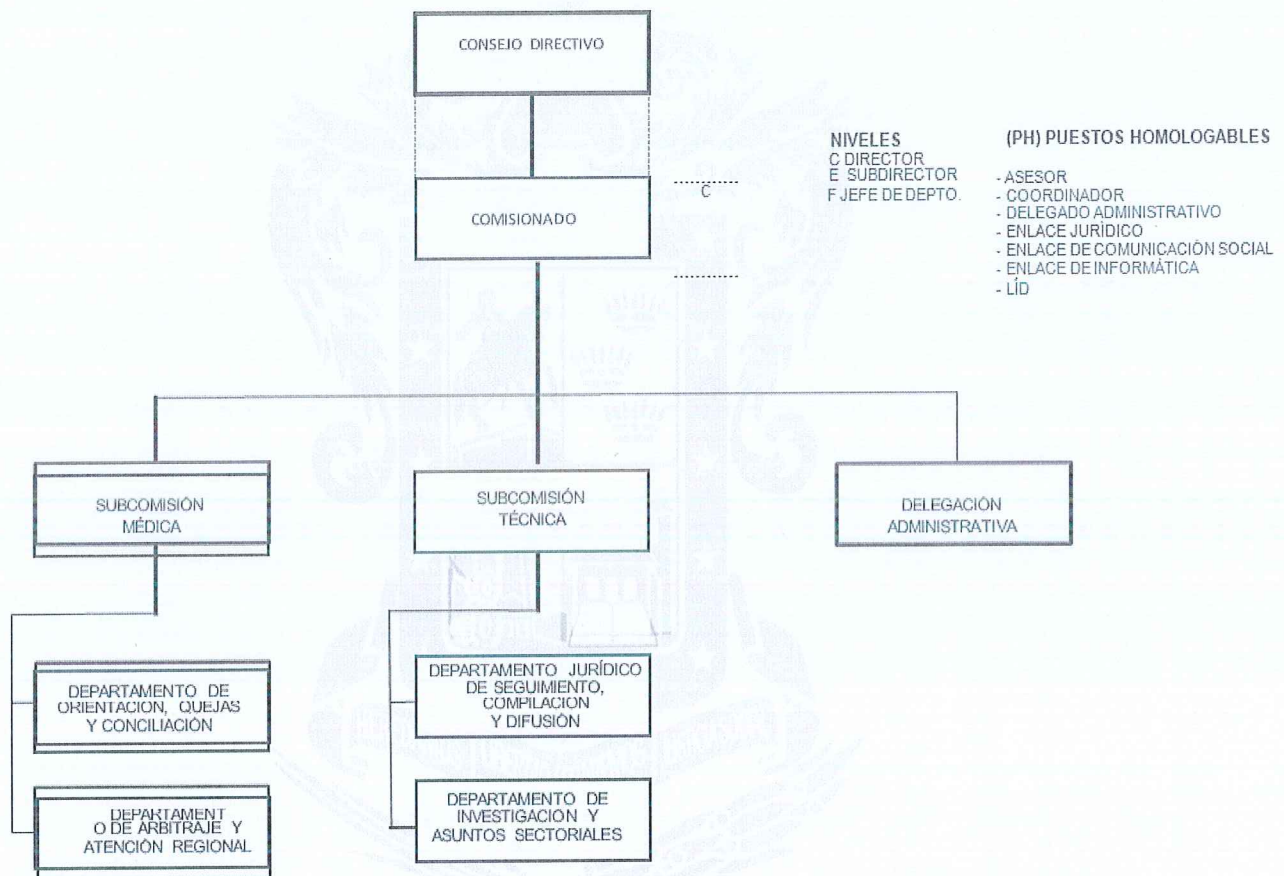 CONSEJO DIRECTIVO
COMISIONADO
C
NIVELES
C DIRECTOR
E SUBDIRECTOR
F JEFE DE DEPTO.
(PH) PUESTOS HOMOLOGABLES
- ASESOR
- COORDINADOR
- DELEGADO ADMINISTRATIVO
- ENLACE JURÍDICO
- ENLACE DE COMUNICACIÓN SOCIAL
- ENLACE DE INFORMÁTICA
- LÍD
SUBCOMISIÓN
MÉDICA
SUBCOMISIÓN
TÉCNICA
DELEGACIÓN
ADMINISTRATIVA
DEPARTAMENTO DE
ORIENTACION, QUEJAS
Y CONCILIACIÓN
DEPARTAMENT
O DE ARBITRAJE Y
ATENCIÓN REGIONAL
DEPARTAMENTO JURÍDICO
DE SEGUIMIENTO,
COMPILACION
Y DIFUSIÓN
DEPARTAMENTO DE
INVESTIGACION Y
ASUNTOS SECTORIALES